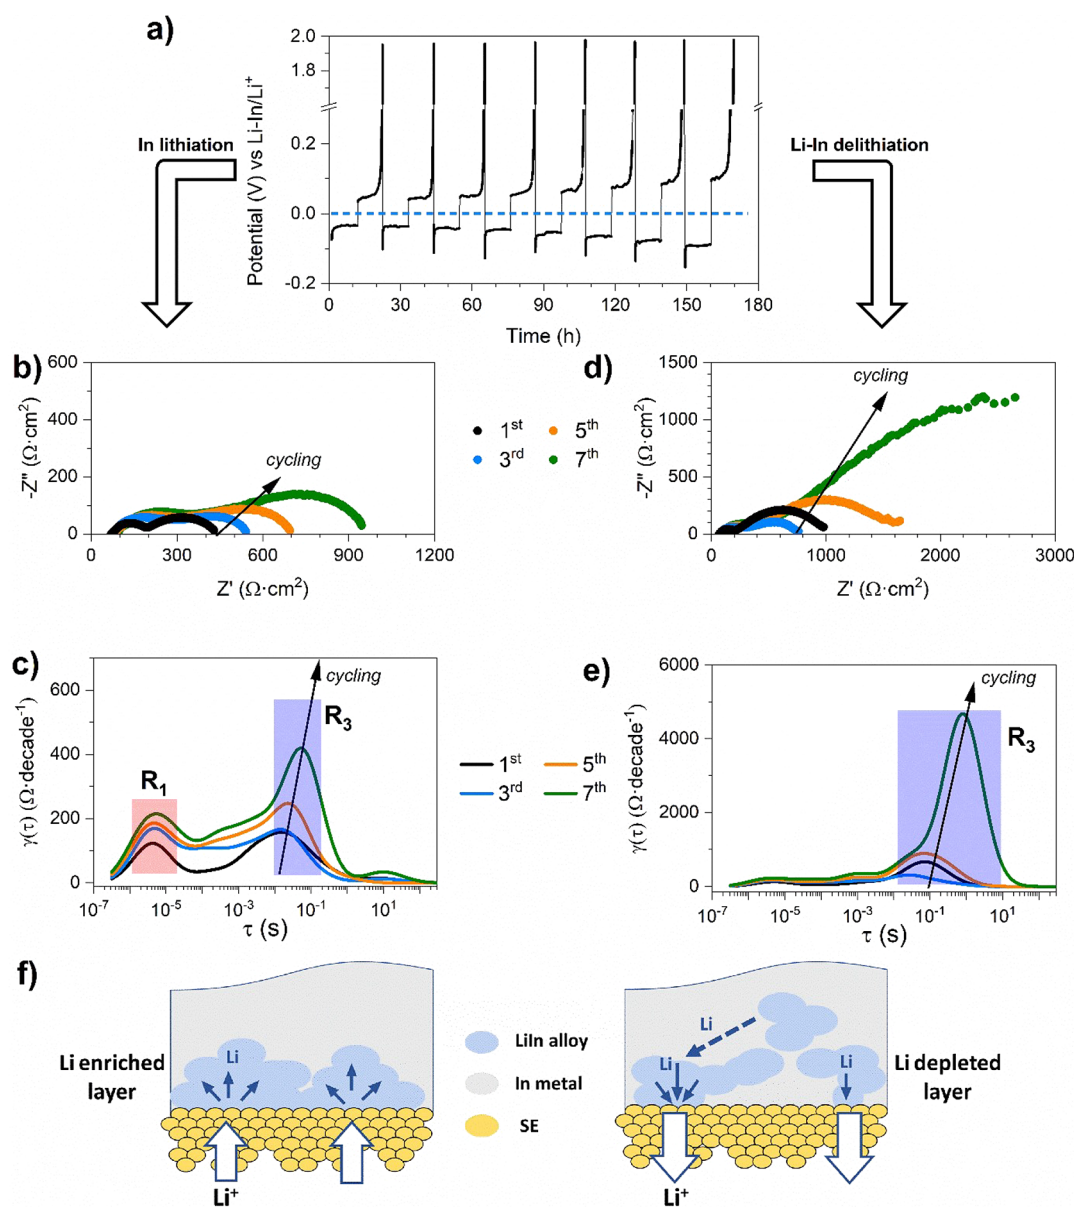 a)
Potential (V) vs Li-In/Li⁺
2.0
1.8
0.2
0.0
-0.2
0 30 60 90 120 150 180
Time (h)
In lithiation
Li-In delithiation
b)
-Z" (Ω·cm²)
600
400
200
0
cycling
0 300 600 900 1200
Z' (Ω·cm²)
1ˢᵗ 5ᵗʰ
3ʳᵈ 7ᵗʰ
d)
-Z" (Ω·cm²)
1500
1000
500
0
cycling
0 1000 2000 3000
Z' (Ω·cm²)
c)
γ(τ) (Ω·decade⁻¹)
600
400
200
0
cycling
R₁
R₃
10⁻⁷ 10⁻⁵ 10⁻³ 10⁻¹ 10¹
τ (s)
1ˢᵗ 5ᵗʰ
3ʳᵈ 7ᵗʰ
e)
γ(τ) (Ω·decade⁻¹)
6000
4000
2000
0
cycling
R₃
10⁻⁷ 10⁻⁵ 10⁻³ 10⁻¹ 10¹
τ (s)
f)
Li enriched
layer
Li
Li⁺
LiIn alloy
In metal
SE
Li
Li
Li
Li depleted
layer
Li⁺